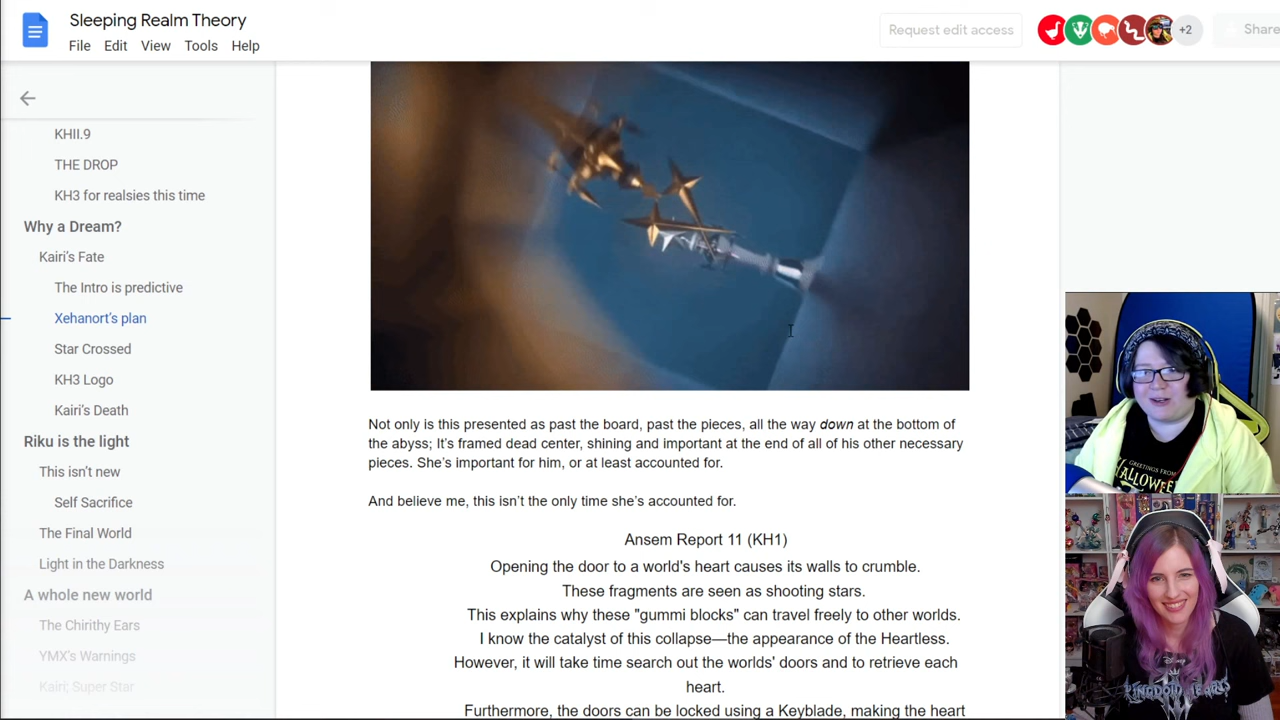 Sleeping Realm Theory
File Edit View Tools Help
Request edit access
+2
Share
KHII.9
THE DROP
KH3 for realsies this time
Why a Dream?
Kairi's Fate
The Intro is predictive
Xehanort's plan
Star Crossed
KH3 Logo
Kairi's Death
Riku is the light
This isn't new
Self Sacrifice
The Final World
Light in the Darkness
A whole new world
The Chirithy Ears
YMX's Warnings
Kairi; Super Star
Not only is this presented as past the board, past the pieces, all the way down at the bottom of
the abyss; It's framed dead center, shining and important at the end of all of his other necessary
pieces. She's important for him, or at least accounted for.
And believe me, this isn't the only time she's accounted for.
Ansem Report 11 (KH1)
Opening the door to a world's heart causes its walls to crumble.
These fragments are seen as shooting stars.
This explains why these "gummi blocks" can travel freely to other worlds.
I know the catalyst of this collapse—the appearance of the Heartless.
However, it will take time search out the worlds' doors and to retrieve each
heart.
Furthermore, the doors can be locked using a Keyblade, making the heart
GREETINGS FROM
HALLOWEEN
Disney
KINGDOM HEARTS